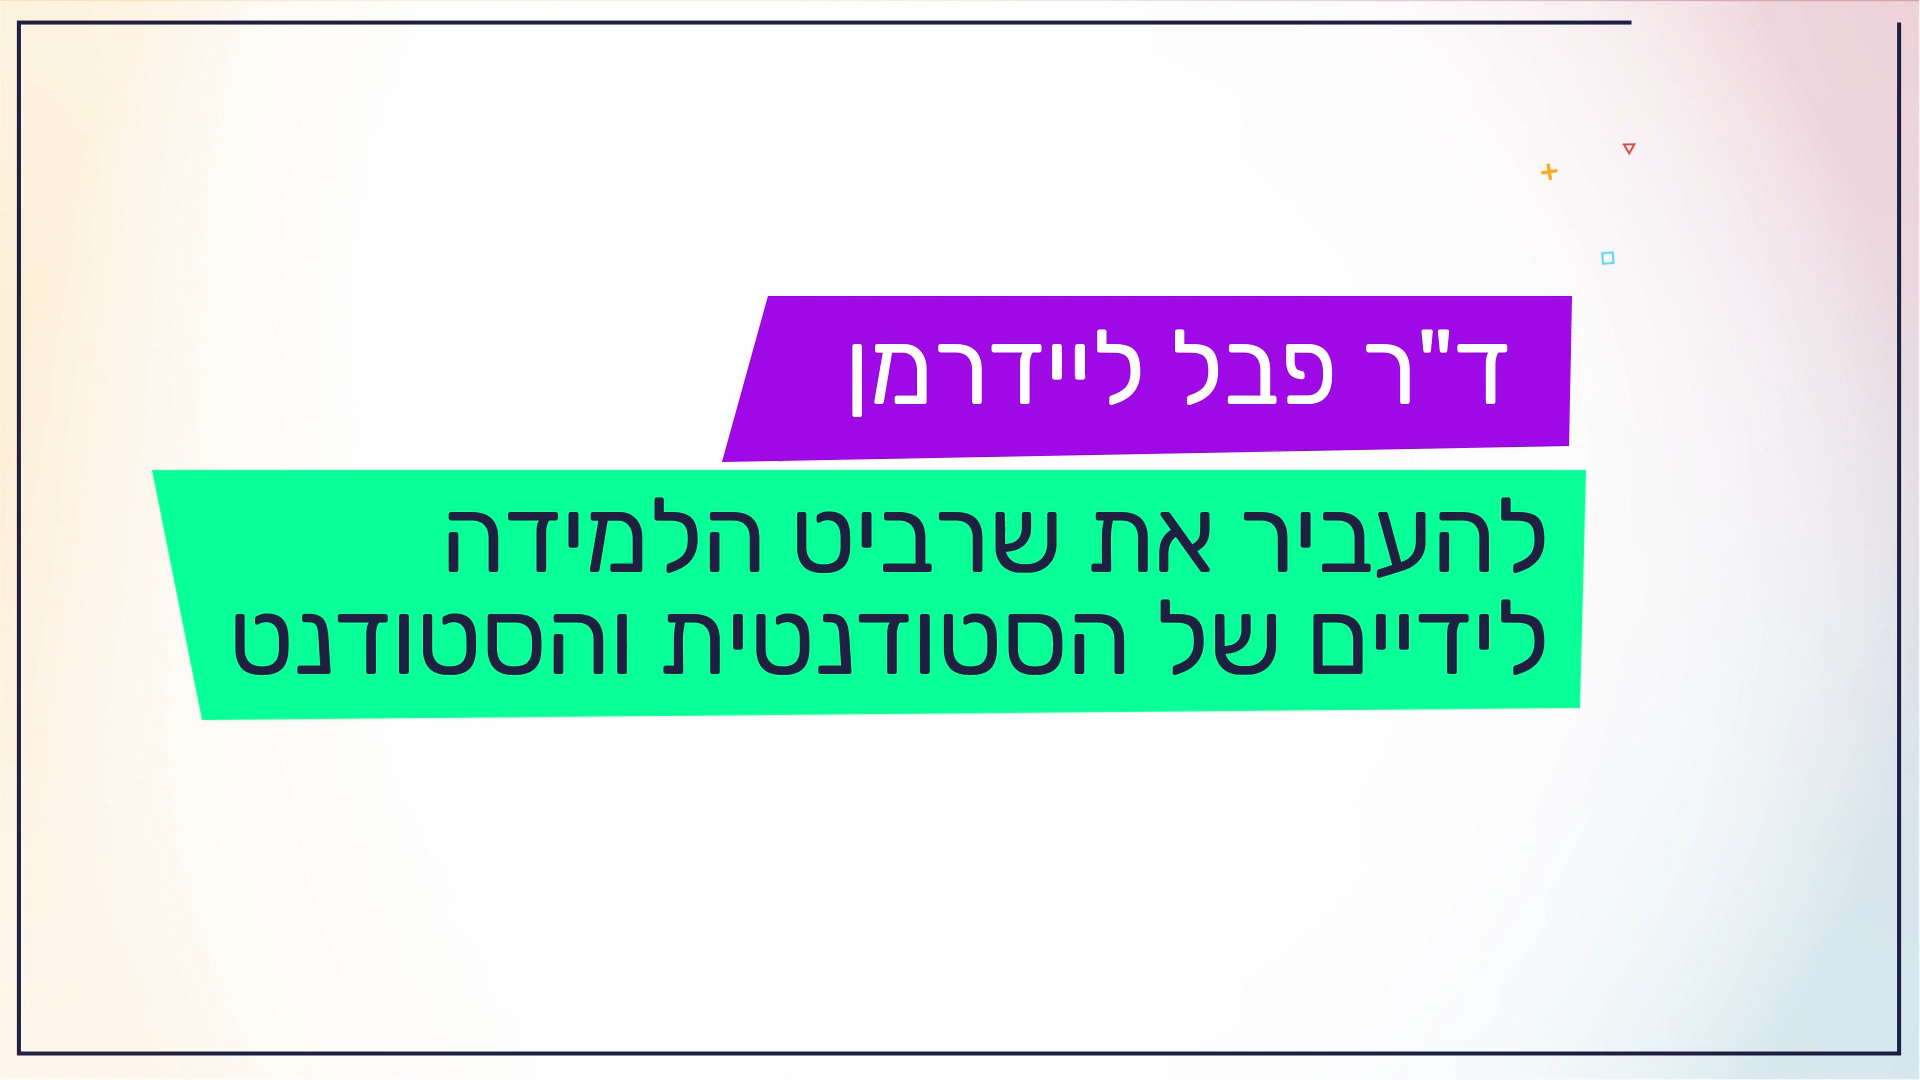 ד"ר פבל ליידרמן
להעביר את שרביט הלמידה
לידיים של הסטודנטית והסטודנט